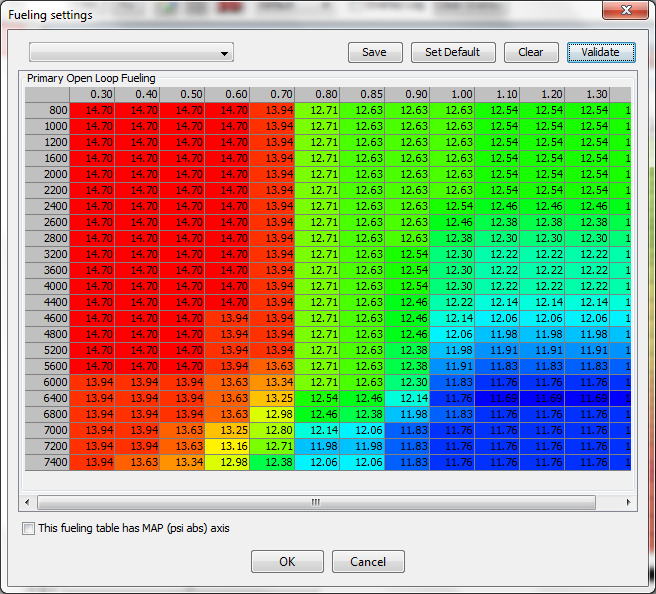 Fueling settings
Save Set Default Clear Validate
Primary Open Loop Fueling
0.30 0.40 0.50 0.60 0.70 0.80 0.85 0.90 1.00 1.10 1.20 1.30
800 14.70 14.70 14.70 14.70 13.94 12.71 12.63 12.63 12.63 12.54 12.54 12.54 1
1000 14.70 14.70 14.70 14.70 13.94 12.71 12.63 12.63 12.63 12.54 12.54 12.54 1
1200 14.70 14.70 14.70 14.70 13.94 12.71 12.63 12.63 12.63 12.54 12.54 12.54 1
1600 14.70 14.70 14.70 14.70 13.94 12.71 12.63 12.63 12.63 12.54 12.54 12.54 1
2000 14.70 14.70 14.70 14.70 13.94 12.71 12.63 12.63 12.63 12.54 12.54 12.54 1
2200 14.70 14.70 14.70 14.70 13.94 12.71 12.63 12.63 12.63 12.54 12.54 12.54 1
2400 14.70 14.70 14.70 14.70 13.94 12.71 12.63 12.63 12.54 12.46 12.46 12.46 1
2600 14.70 14.70 14.70 14.70 13.94 12.71 12.63 12.63 12.46 12.38 12.38 12.38 1
2800 14.70 14.70 14.70 14.70 13.94 12.71 12.63 12.63 12.38 12.30 12.30 12.30 1
3200 14.70 14.70 14.70 14.70 13.94 12.71 12.63 12.54 12.30 12.22 12.22 12.22 1
3600 14.70 14.70 14.70 14.70 13.94 12.71 12.63 12.54 12.30 12.22 12.22 12.22 1
4000 14.70 14.70 14.70 14.70 13.94 12.71 12.63 12.54 12.30 12.22 12.22 12.22 1
4400 14.70 14.70 14.70 14.70 13.94 12.71 12.63 12.46 12.22 12.14 12.14 12.14 1
4600 14.70 14.70 14.70 13.94 13.94 12.71 12.63 12.46 12.14 12.06 12.06 12.06 1
4800 14.70 14.70 14.70 13.94 13.94 12.71 12.63 12.46 12.06 11.98 11.98 11.98 1
5200 14.70 14.70 14.70 13.94 13.94 12.71 12.63 12.38 11.98 11.91 11.91 11.91 1
5600 14.70 14.70 14.70 13.94 13.63 12.71 12.63 12.38 11.91 11.83 11.83 11.83 1
6000 13.94 13.94 13.94 13.63 13.34 12.71 12.63 12.30 11.83 11.76 11.76 11.76 1
6400 13.94 13.94 13.94 13.63 13.25 12.54 12.46 12.14 11.76 11.69 11.69 11.69 1
6800 13.94 13.94 13.94 13.63 12.98 12.46 12.38 11.98 11.83 11.76 11.76 11.76 1
7000 13.94 13.94 13.63 13.25 12.80 12.14 12.06 11.83 11.76 11.76 11.76 11.76 1
7200 13.94 13.94 13.63 13.16 12.71 11.98 11.98 11.83 11.76 11.76 11.76 11.76 1
7400 13.94 13.63 13.34 12.98 12.38 12.06 12.06 11.83 11.76 11.76 11.76 11.76 1
This fueling table has MAP (psi abs) axis
OK Cancel